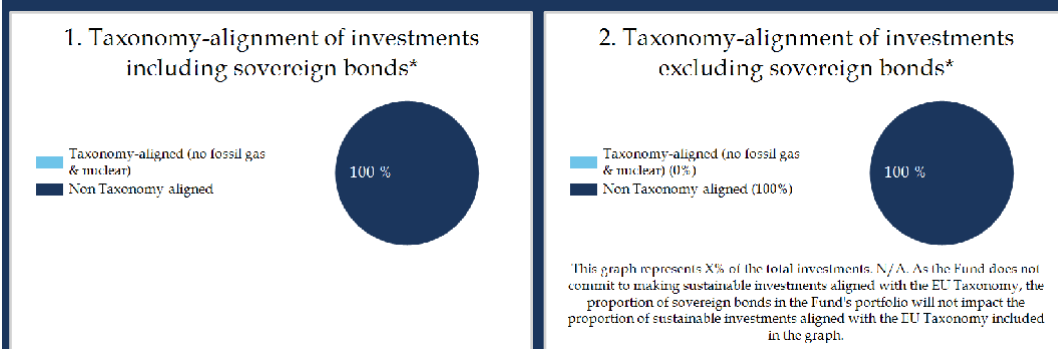 1. Taxonomy-alignment of investments
including sovereign bonds*
Taxonomy-aligned (no fossil gas
& nuclear)
Non Taxonomy-aligned
100 %
2. Taxonomy-alignment of investments
excluding sovereign bonds*
Taxonomy-aligned (no fossil gas
& nuclear) (0%)
Non Taxonomy-aligned (100%)
100 %
This graph represents X% of the total investments. N/A. As the Fund does not
commit to making sustainable investments aligned with the EU Taxonomy, the
proportion of sovereign bonds in the Fund's portfolio will not impact the
proportion of sustainable investments aligned with the EU Taxonomy included
in the graph.